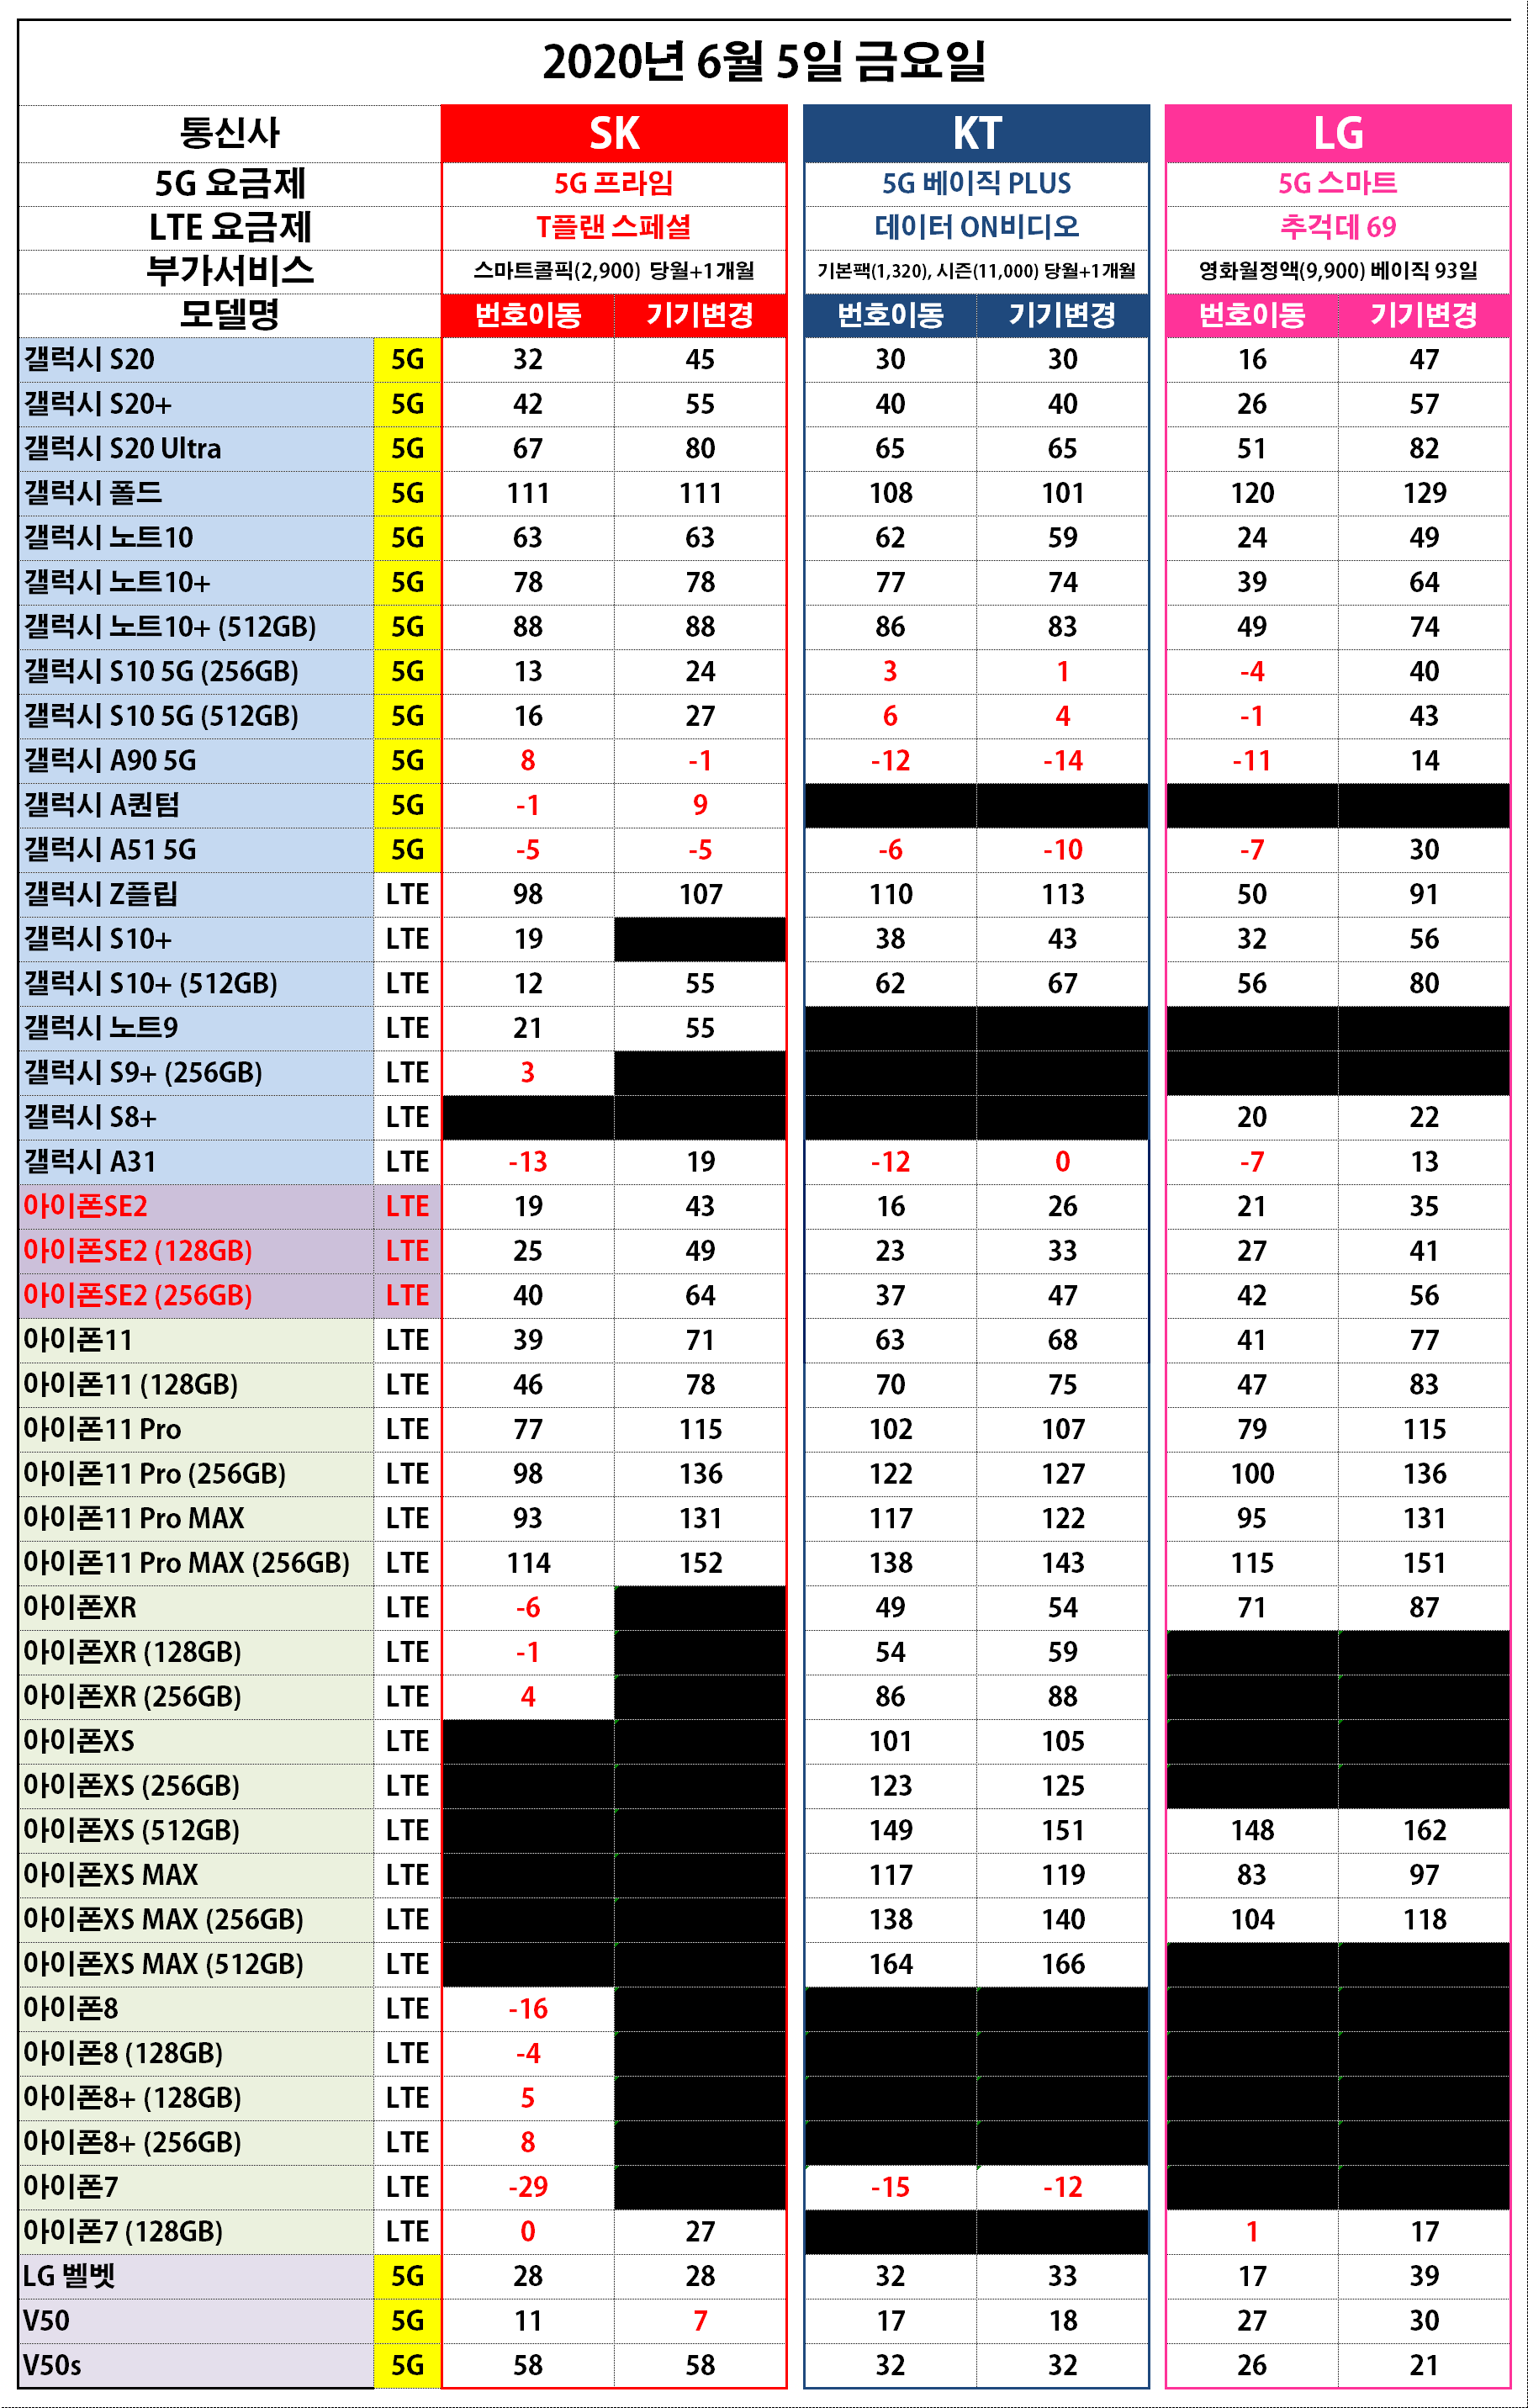 2020년 6월 5일 금요일
통신사 SK KT LG
5G 요금제 5G 프라임 5G 베이직 PLUS 5G 스마트
LTE 요금제 T플랜 스페셜 데이터 ON비디오 추걱데 69
부가서비스 스마트콜픽(2,900) 당월+1개월 기본팩(1,320), 시즌(11,000) 당월+1개월 영화월정액(9,900) 베이직 93일
모델명 번호이동 기기변경 번호이동 기기변경 번호이동 기기변경
갤럭시 S20 5G 32 45 30 30 16 47
갤럭시 S20+ 5G 42 55 40 40 26 57
갤럭시 S20 Ultra 5G 67 80 65 65 51 82
갤럭시 폴드 5G 111 111 108 101 120 129
갤럭시 노트10 5G 63 63 62 59 24 49
갤럭시 노트10+ 5G 78 78 77 74 39 64
갤럭시 노트10+ (512GB) 5G 88 88 86 83 49 74
갤럭시 S10 5G (256GB) 5G 13 24 3 1 -4 40
갤럭시 S10 5G (512GB) 5G 16 27 6 4 -1 43
갤럭시 A90 5G 5G 8 -1 -12 -14 -11 14
갤럭시 A퀀텀 5G -1 9
갤럭시 A51 5G 5G -5 -5 -6 -10 -7 30
갤럭시 Z플립 LTE 98 107 110 113 50 91
갤럭시 S10+ LTE 19 38 43 32 56
갤럭시 S10+ (512GB) LTE 12 55 62 67 56 80
갤럭시 노트9 LTE 21 55
갤럭시 S9+ (256GB) LTE 3
갤럭시 S8+ LTE 20 22
갤럭시 A31 LTE -13 19 -12 0 -7 13
아이폰SE2 LTE 19 43 16 26 21 35
아이폰SE2 (128GB) LTE 25 49 23 33 27 41
아이폰SE2 (256GB) LTE 40 64 37 47 42 56
아이폰11 LTE 39 71 63 68 41 77
아이폰11 (128GB) LTE 46 78 70 75 47 83
아이폰11 Pro LTE 77 115 102 107 79 115
아이폰11 Pro (256GB) LTE 98 136 122 127 100 136
아이폰11 Pro MAX LTE 93 131 117 122 95 131
아이폰11 Pro MAX (256GB) LTE 114 152 138 143 115 151
아이폰XR LTE -6 49 54 71 87
아이폰XR (128GB) LTE -1 54 59
아이폰XR (256GB) LTE 4 86 88
아이폰XS LTE 101 105
아이폰XS (256GB) LTE 123 125
아이폰XS (512GB) LTE 149 151 148 162
아이폰XS MAX LTE 117 119 83 97
아이폰XS MAX (256GB) LTE 138 140 104 118
아이폰XS MAX (512GB) LTE 164 166
아이폰8 LTE -16
아이폰8 (128GB) LTE -4
아이폰8+ (128GB) LTE 5
아이폰8+ (256GB) LTE 8
아이폰7 LTE -29 -15 -12
아이폰7 (128GB) LTE 0 27 1 17
LG 벨벳 5G 28 28 32 33 17 39
V50 5G 11 7 17 18 27 30
V50s 5G 58 58 32 32 26 21